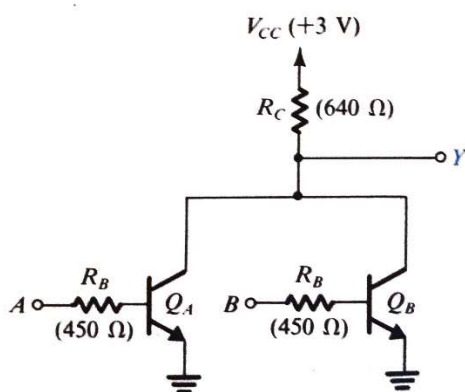 V_CC (+3 V)
R_C (640 Ω)
Y
R_B R_B
A Q_A B Q_B
(450 Ω) (450 Ω)